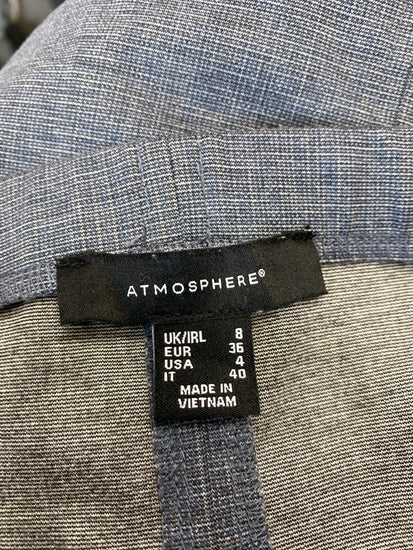 ATMOSPHERE®
UK/IRL 8
EUR 36
USA 4
IT 40
MADE IN
VIETNAM